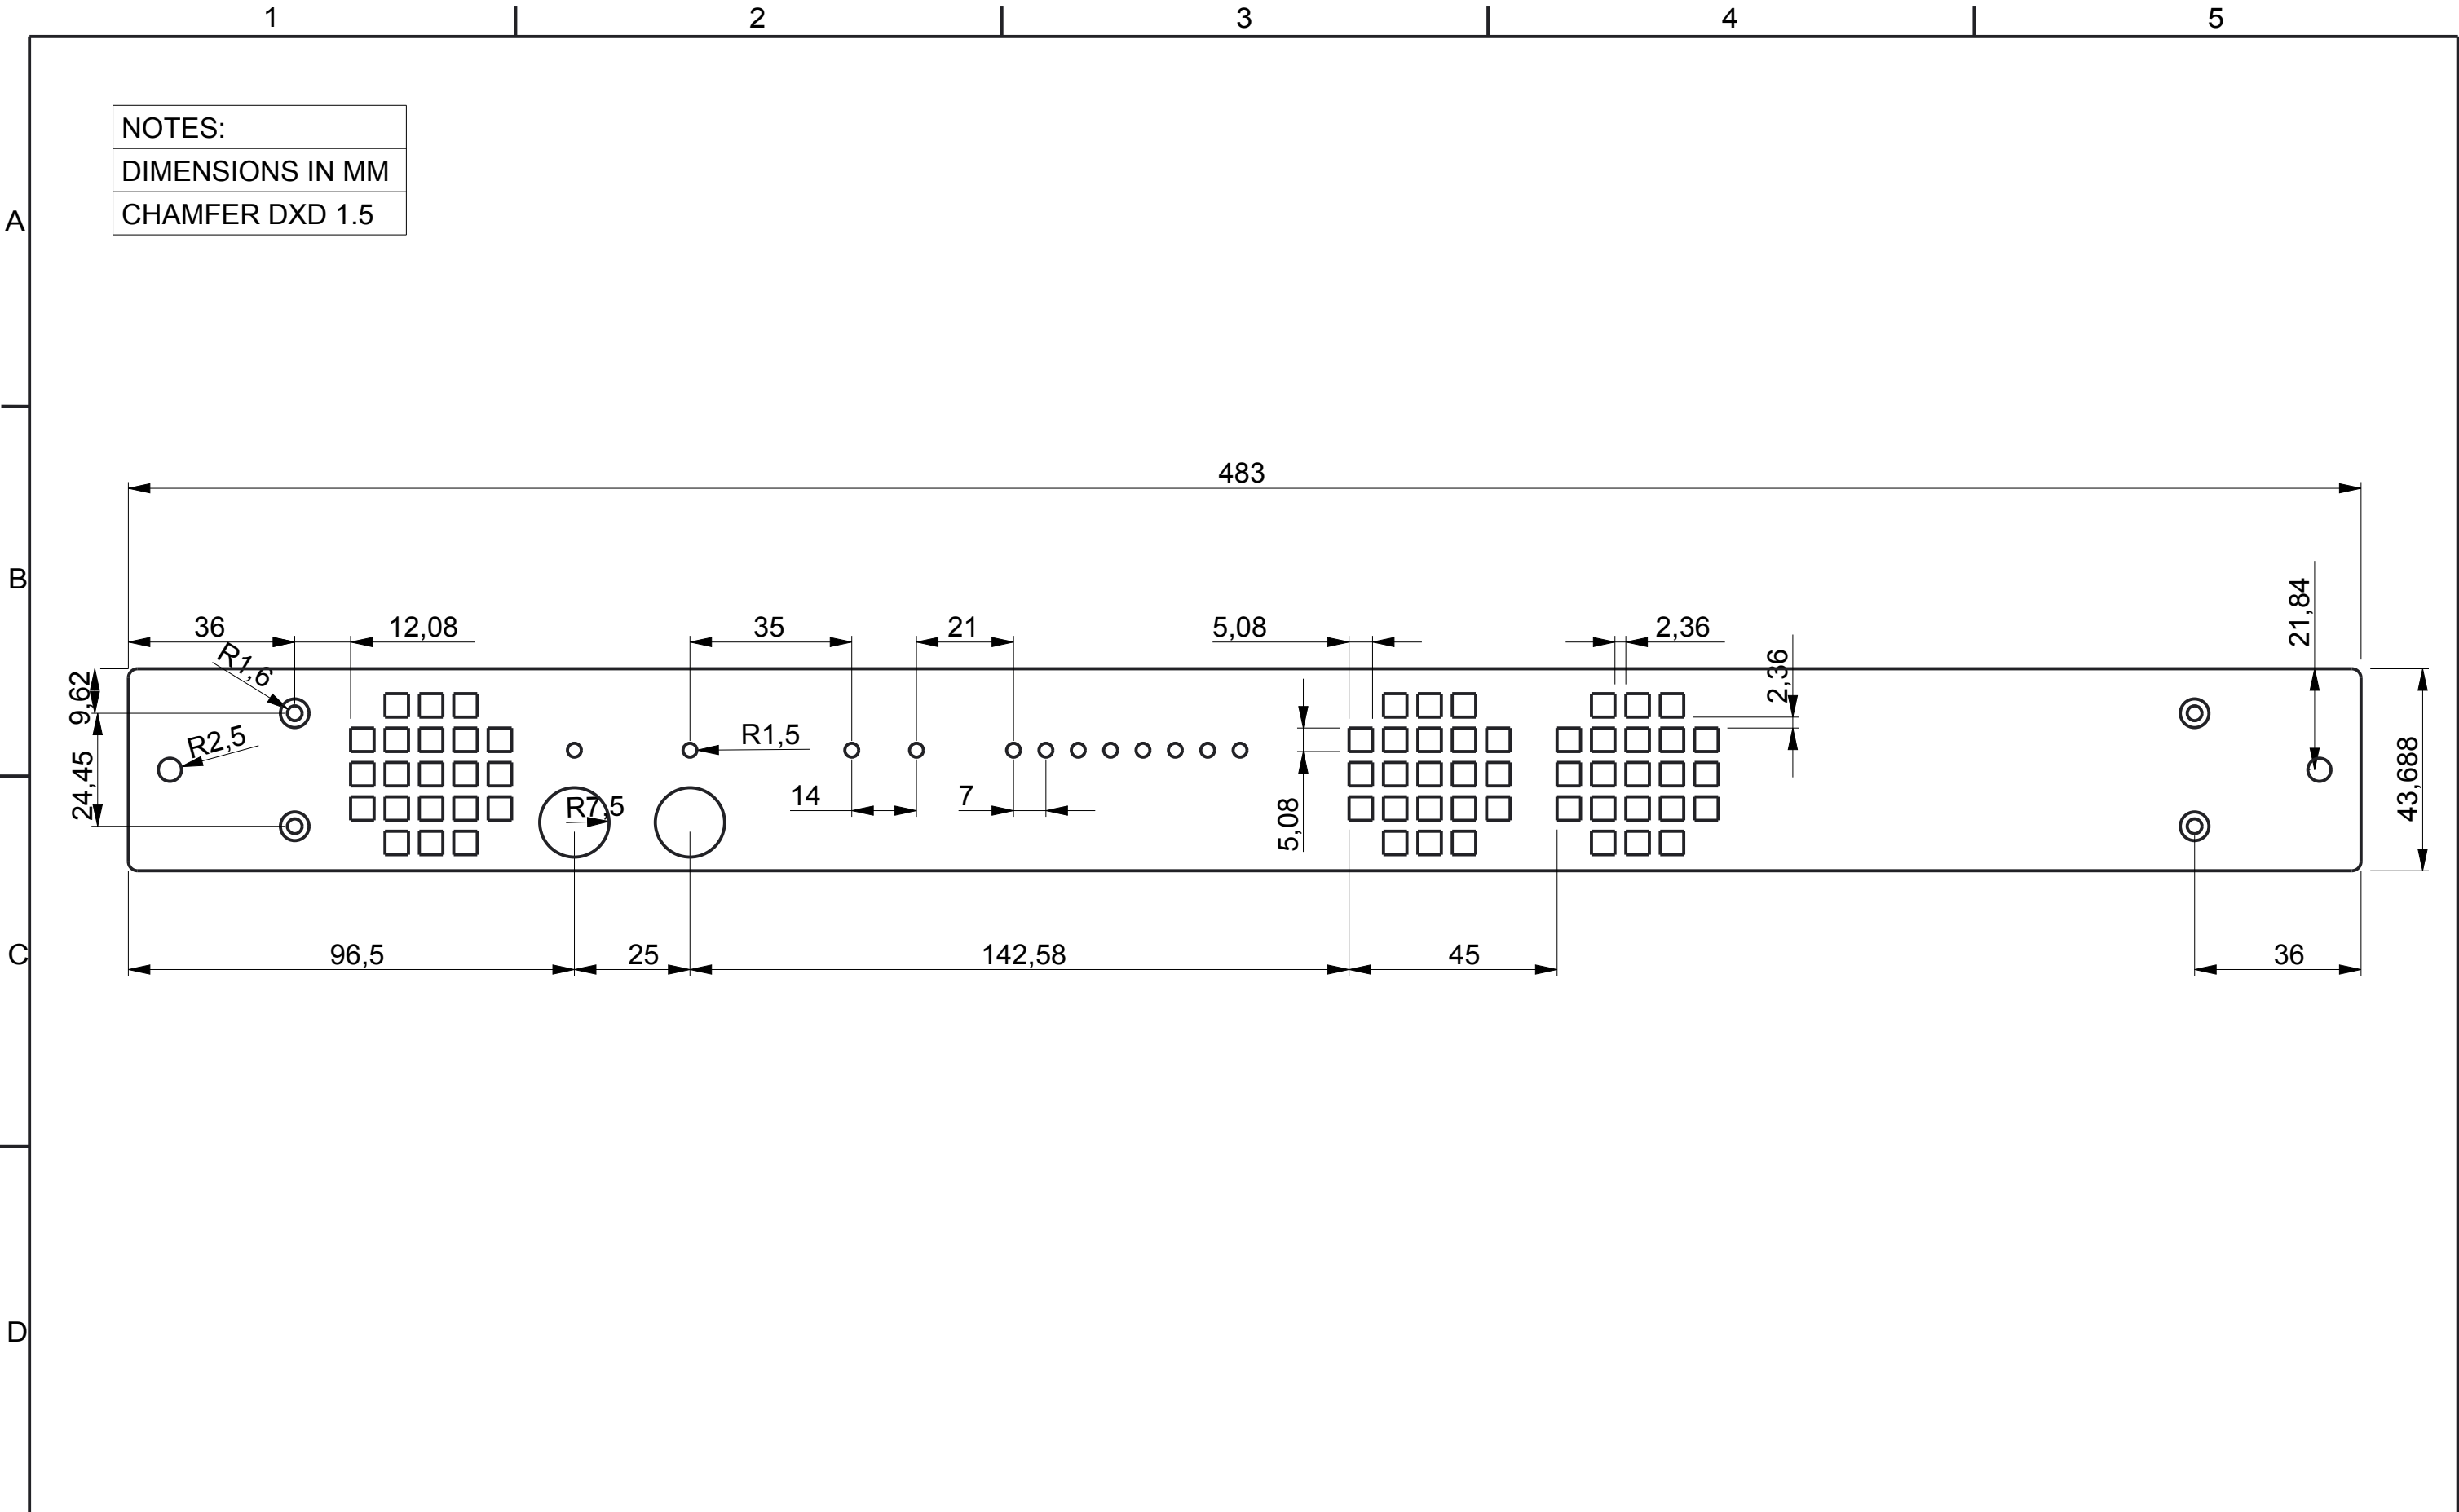 1 2 3 4 5
NOTES:
DIMENSIONS IN MM
CHAMFER DXD 1.5
A
483
B
21,84
36 12,08 35 21 5,08 2,36
R1,6
2,36
9,62
R2,5
R1,5
24,45
14 7
R7,5
5,08
43,688
C
96,5 25 142,58 45 36
D